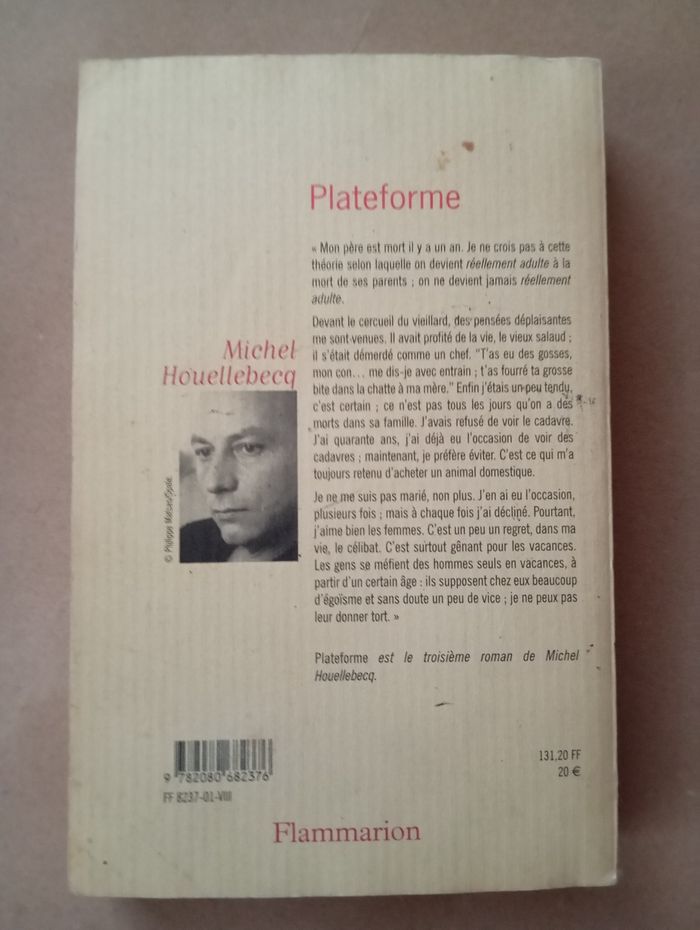 Plateforme
« Mon père est mort il y a un an. Je ne crois pas à cette
théorie selon laquelle on devient réellement adulte à la
mort de ses parents ; on ne devient jamais réellement
adulte.
Devant le cercueil du vieillard, des pensées déplaisantes
me sont venues. Il avait profité de la vie, le vieux salaud ;
il s'était démerdé comme un chef. "T'as eu des gosses,
mon con... me dis-je avec entrain ; t'as fourré ta grosse
bite dans la chatte à ma mère." Enfin j'étais un peu tendu,
c'est certain ; ce n'est pas tous les jours qu'on a des
morts dans sa famille. J'avais refusé de voir le cadavre.
J'ai quarante ans, j'ai déjà eu l'occasion de voir des
cadavres ; maintenant, je préfère éviter. C'est ce qui m'a
toujours retenu d'acheter un animal domestique.
Je ne me suis pas marié, non plus. J'en ai eu l'occasion,
plusieurs fois ; mais à chaque fois j'ai décliné. Pourtant,
j'aime bien les femmes. C'est un peu un regret, dans ma
vie, le célibat. C'est surtout gênant pour les vacances.
Les gens se méfient des hommes seuls en vacances, à
partir d'un certain âge : ils supposent chez eux beaucoup
d'égoïsme et sans doute un peu de vice ; je ne peux pas
leur donner tort. »
Plateforme est le troisième roman de Michel
Houellebecq.
Michel
Houellebecq
© Philippe Matsas/Opale.
9 782080 682376
FF 8237-01-VIII
131,20 FF
20 €
Flammarion